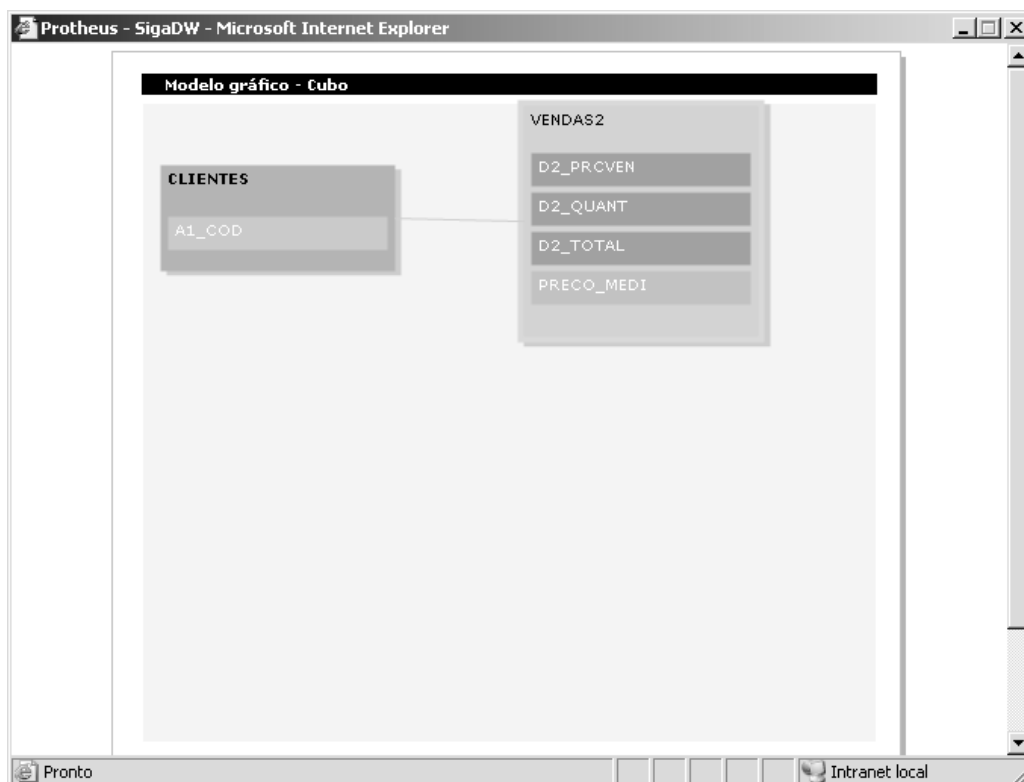 Protheus - SigaDW - Microsoft Internet Explorer
Modelo gráfico - Cubo
VENDAS2
D2_PRCVEN
D2_QUANT
D2_TOTAL
PRECO_MEDI
CLIENTES
A1_COD
Pronto
Intranet local